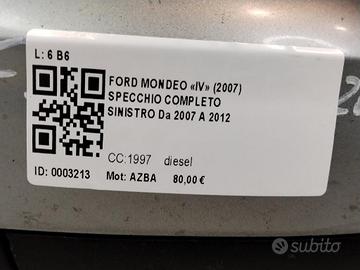 L: 6 B6
FORD MONDEO «IV» (2007)
SPECCHIO COMPLETO
SINISTRO Da 2007 A 2012
CC:1997 diesel
ID: 0003213 Mot: AZBA 80,00 €
subito